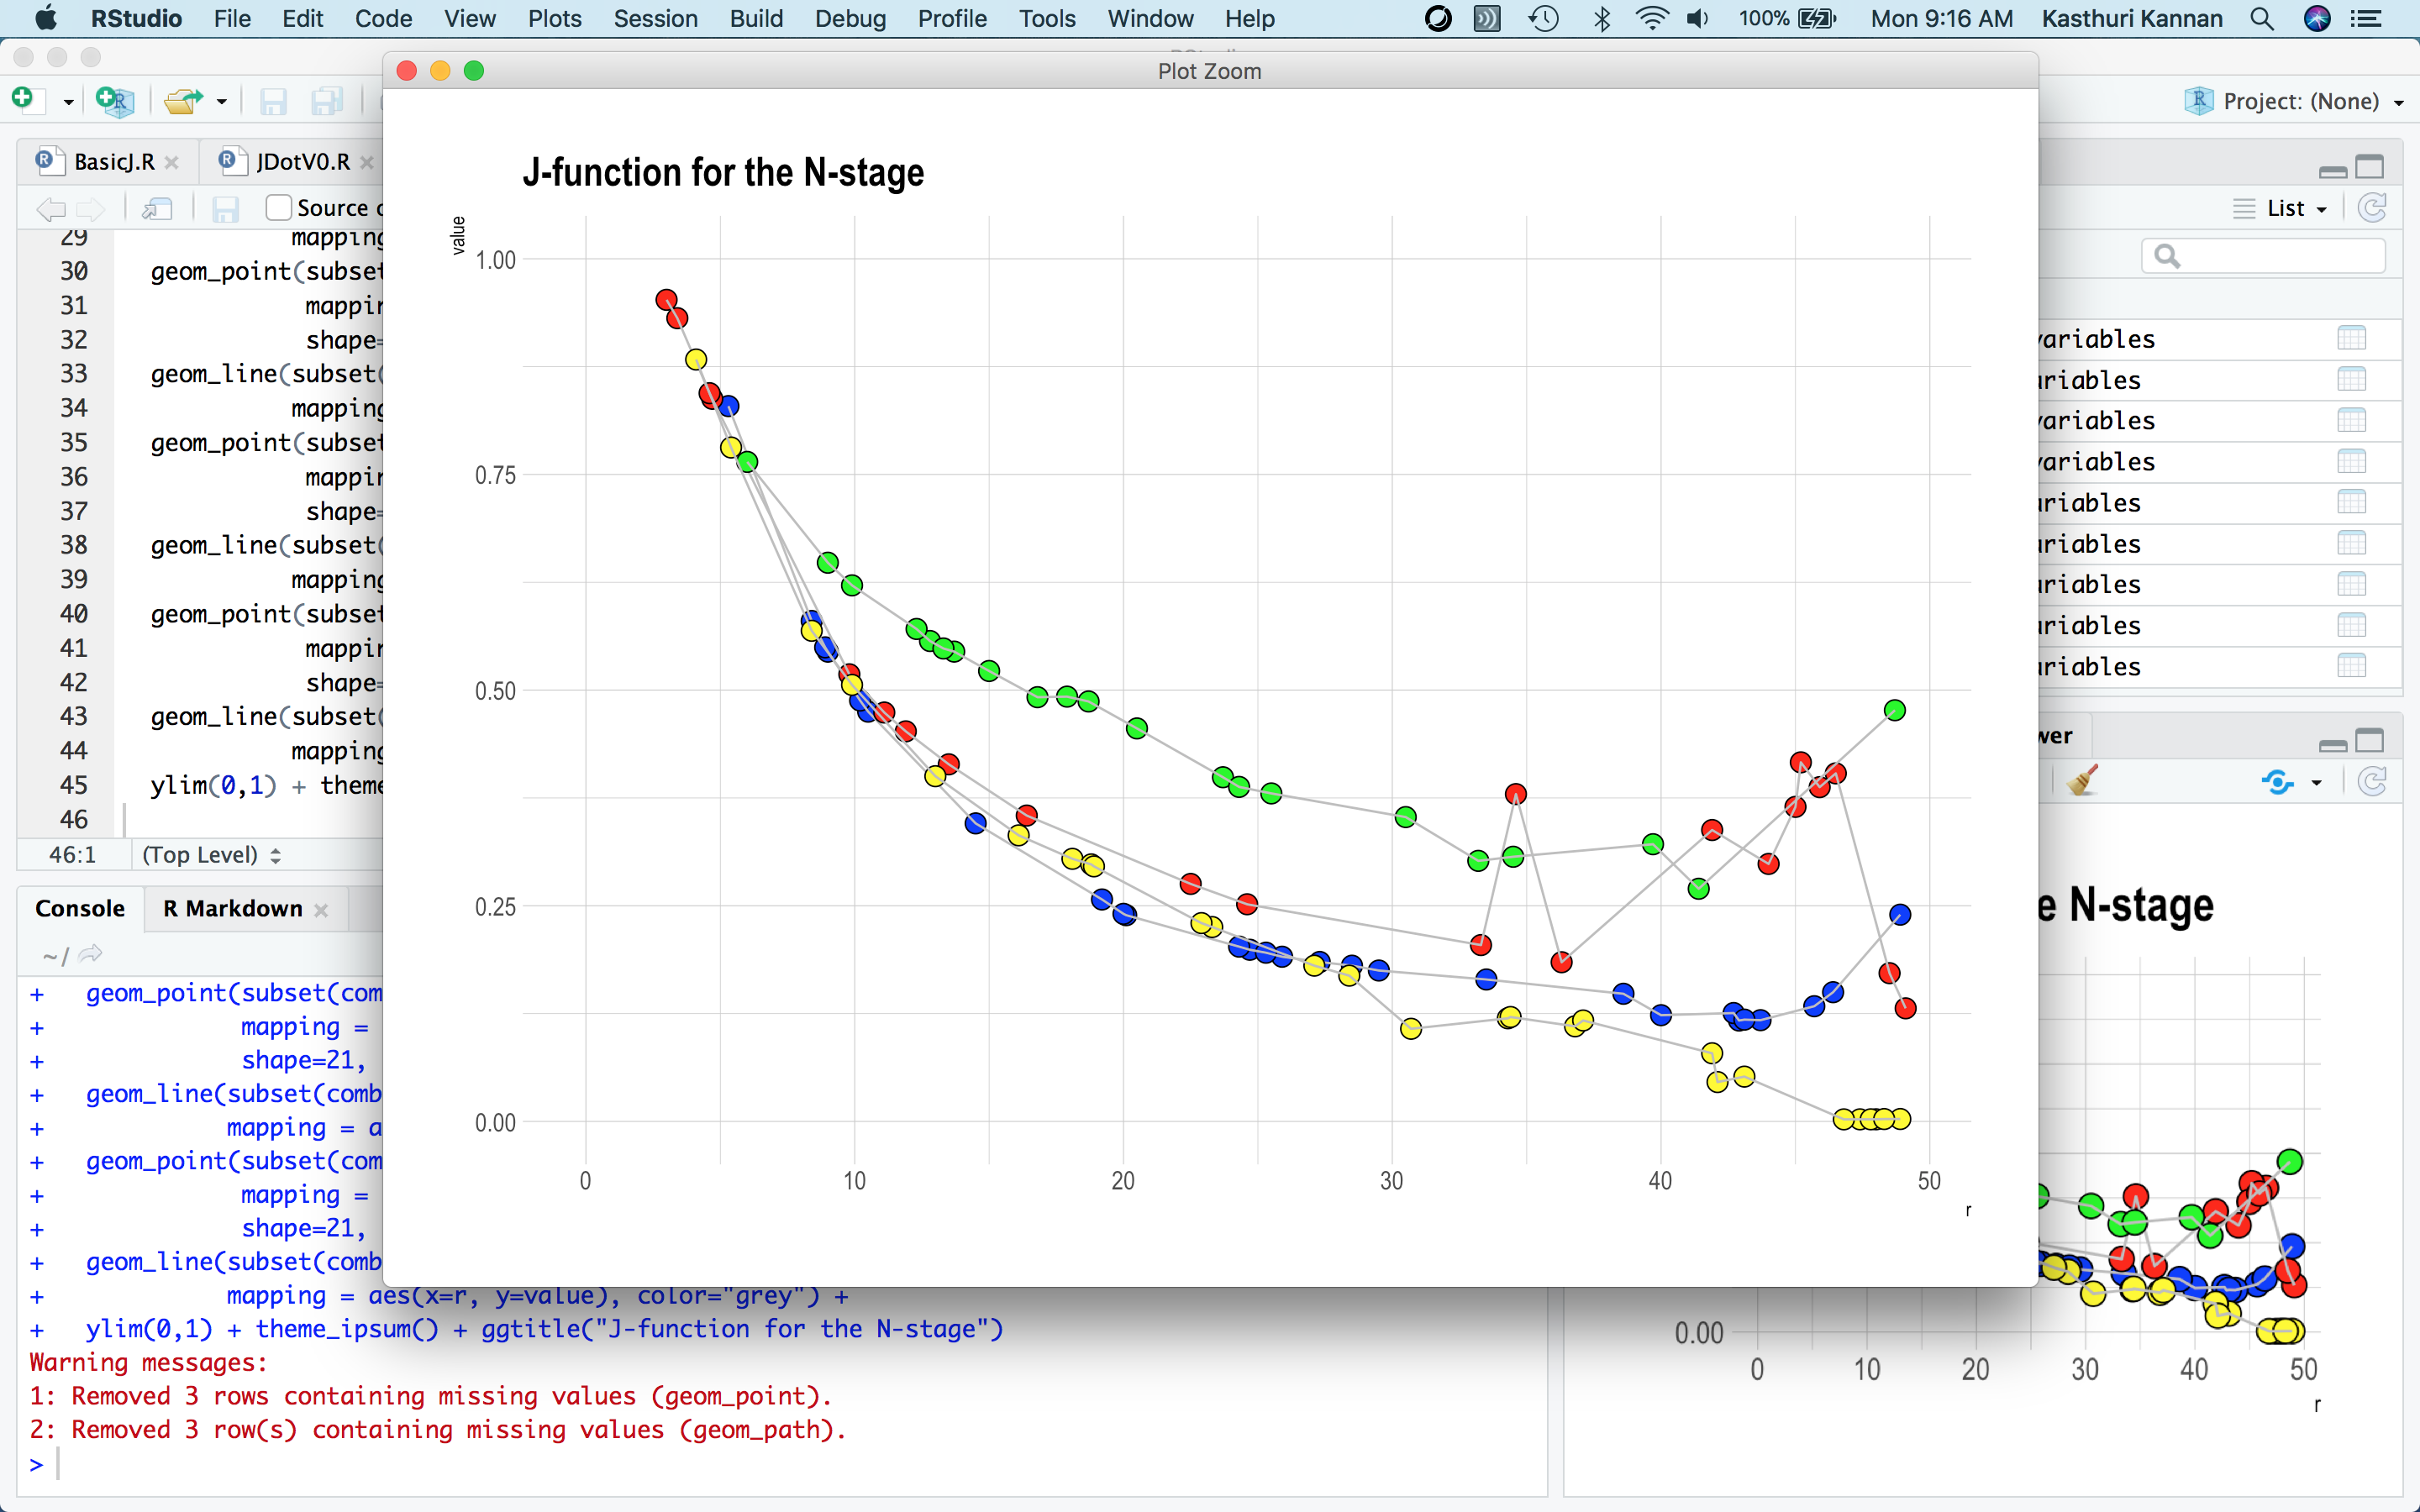 RStudio File Edit Code View Plots Session Build Debug Profile Tools Window Help 100% Mon 9:16 AM Kasthuri Kannan
Plot Zoom
Project: (None)
BasicJ.R JDotV0.R
Source
List
29 mapping
30 geom_point(subset
31 mappin
32 shape=
33 geom_line(subset(
34 mapping
35 geom_point(subset
36 mappin
37 shape=
38 geom_line(subset(
39 mapping
40 geom_point(subset
41 mappin
42 shape=
43 geom_line(subset(
44 mapping
45 ylim(0,1) + theme
46
46:1 (Top Level)
Console R Markdown
~/
+ geom_point(subset(com
+ mapping =
+ shape=21,
+ geom_line(subset(comb
+ mapping = a
+ geom_point(subset(com
+ mapping =
+ shape=21,
+ geom_line(subset(comb
+ mapping = aes(x=r, y=value), color="grey") +
+ ylim(0,1) + theme_ipsum() + ggtitle("J-function for the N-stage")
Warning messages:
1: Removed 3 rows containing missing values (geom_point).
2: Removed 3 row(s) containing missing values (geom_path).
>
J-function for the N-stage
value
1.00
0.75
0.50
0.25
0.00
0 10 20 30 40 50
r
variables
riables
variables
variables
riables
riables
riables
riables
riables
wer
e N-stage
0.00
0 10 20 30 40 50
r